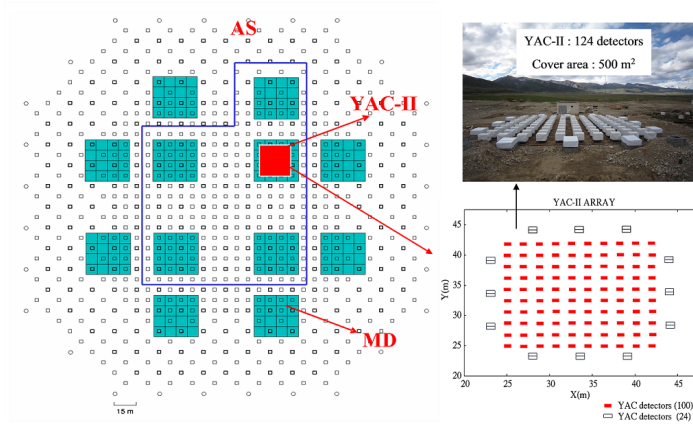 AS
YAC-II
MD
15 m
YAC-II : 124 detectors
Cover area : 500 m²
YAC-II ARRAY
45
40
35
30
25
20
Y(m)
20 25 30 35 40 45
X(m)
YAC detectors (100)
YAC detectors (24)